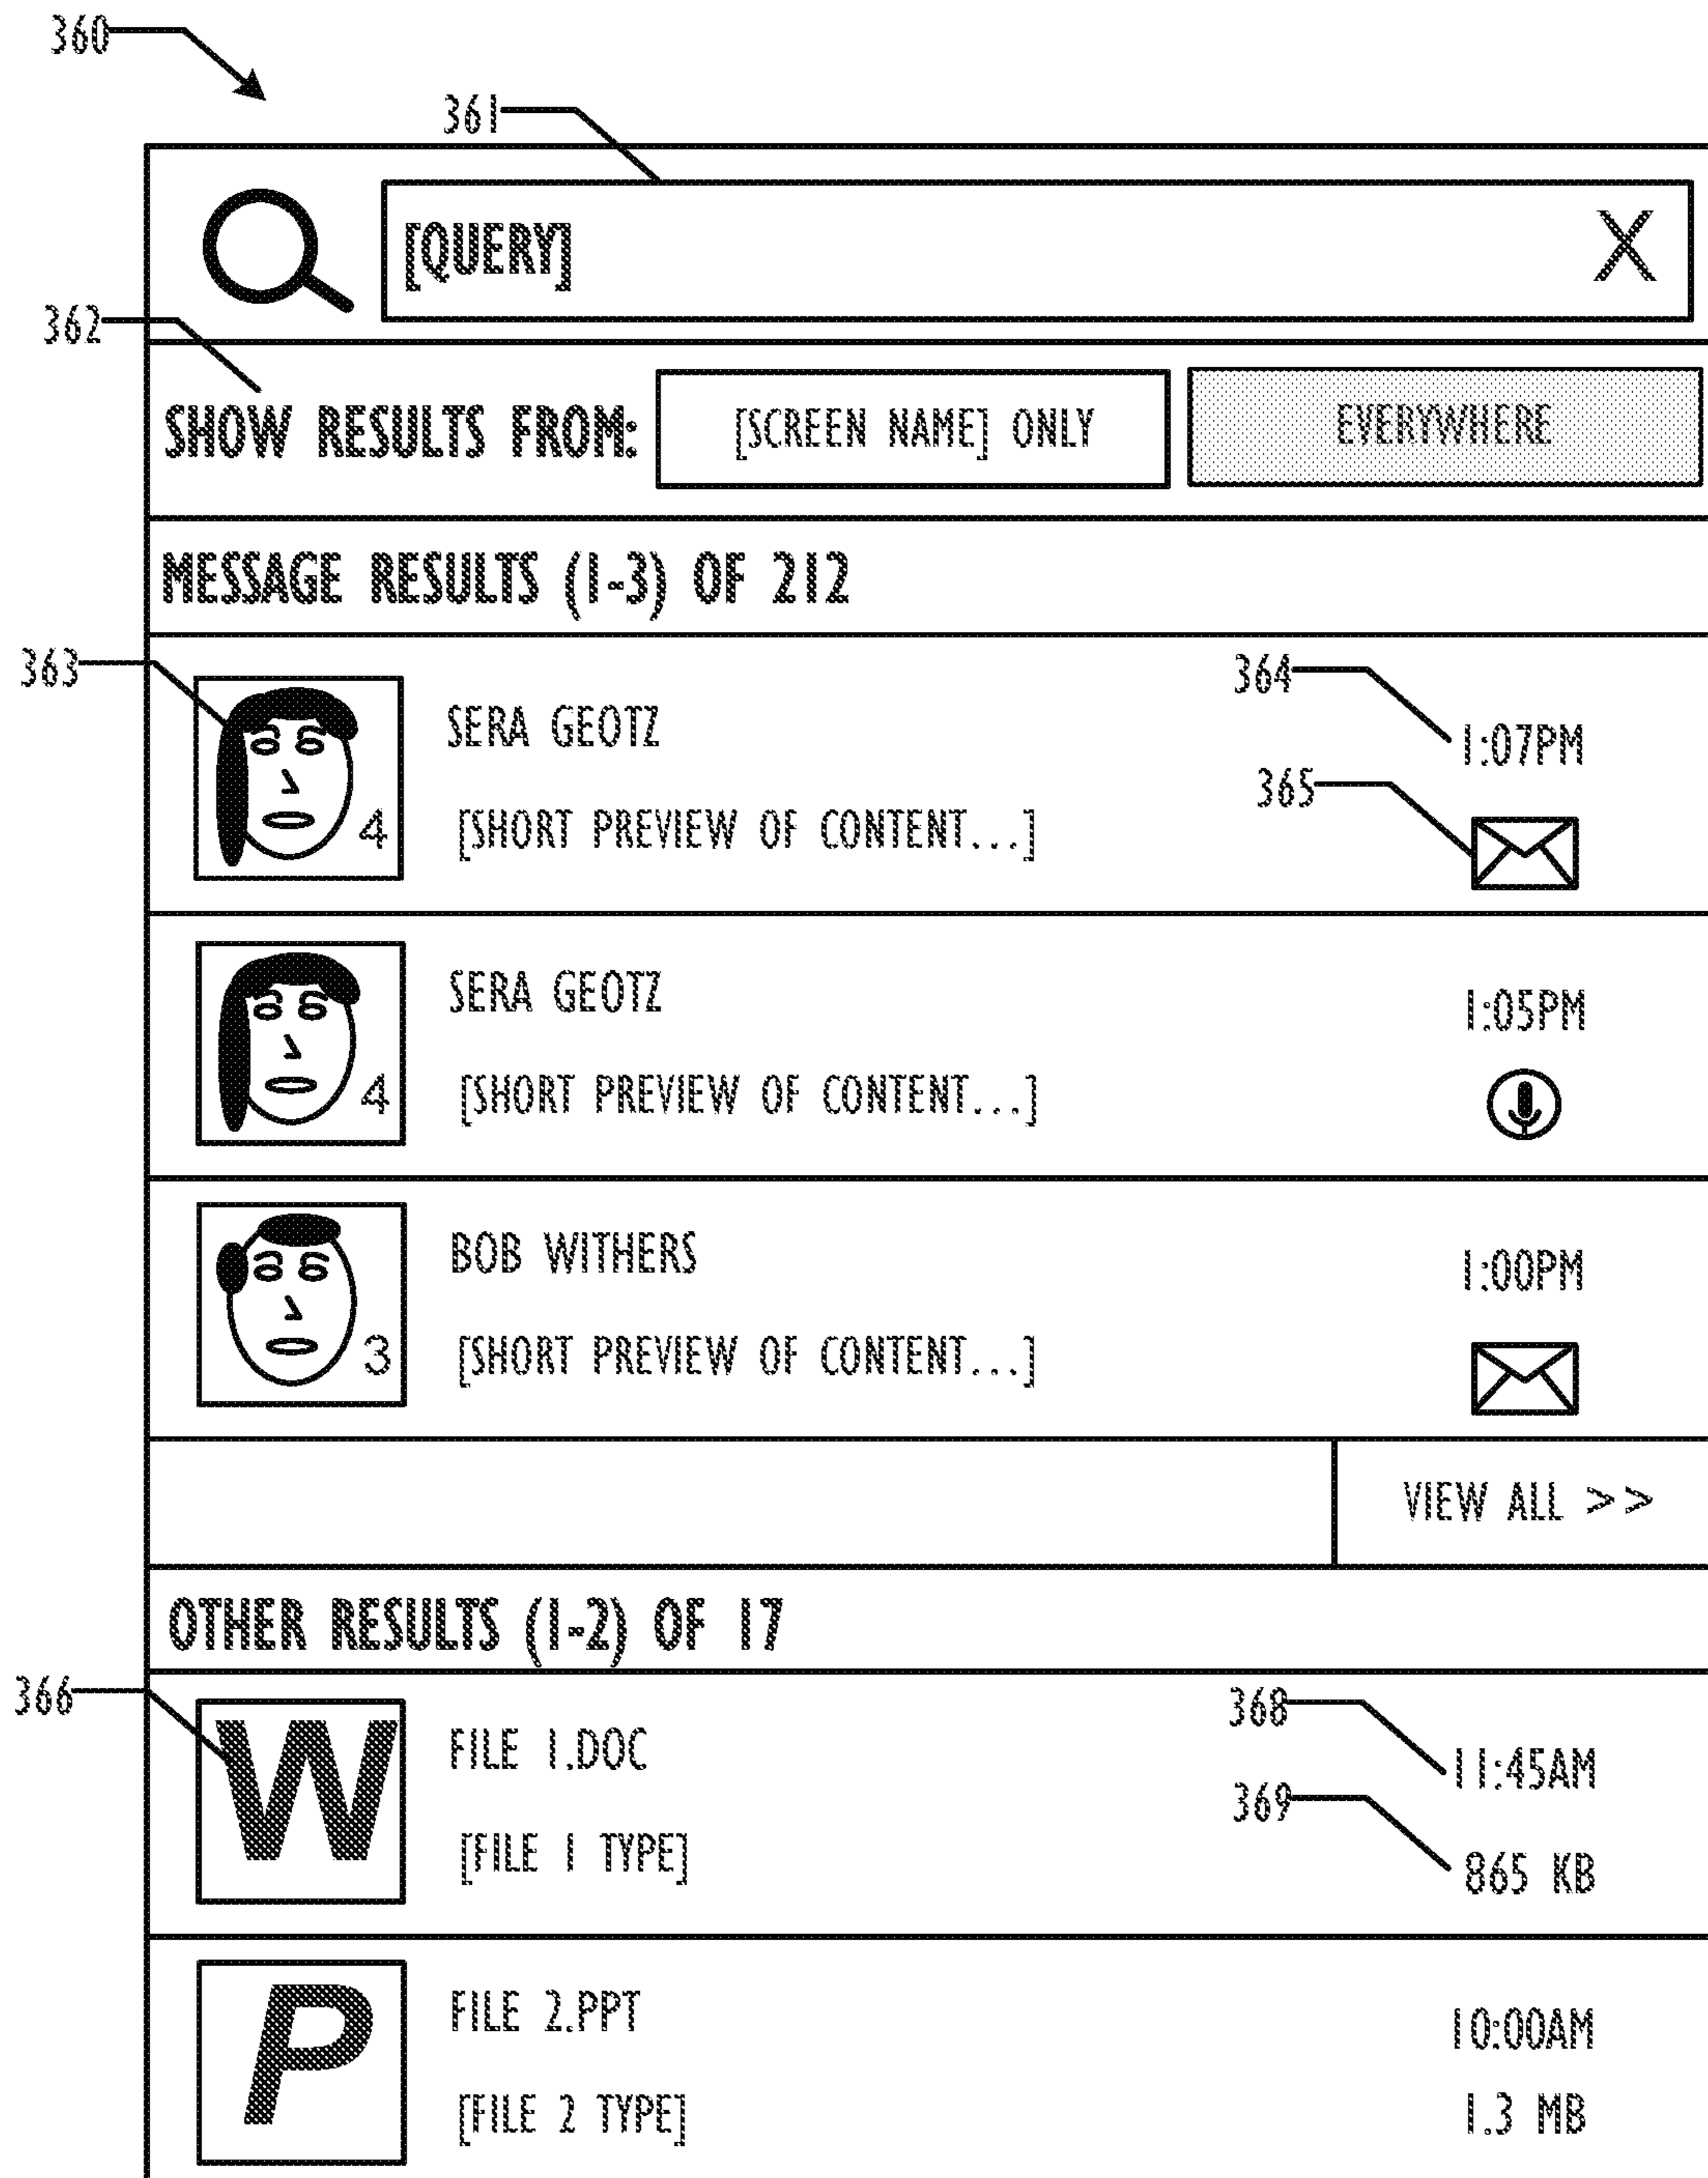 360
361
[QUERY] X
362
SHOW RESULTS FROM: [SCREEN NAME] ONLY EVERYWHERE
MESSAGE RESULTS (1-3) OF 212
363
364
SERA GEOTZ 1:07PM
365
4 [SHORT PREVIEW OF CONTENT...]
SERA GEOTZ 1:05PM
4 [SHORT PREVIEW OF CONTENT...]
BOB WITHERS 1:00PM
3 [SHORT PREVIEW OF CONTENT...]
VIEW ALL >>
OTHER RESULTS (1-2) OF 17
366
368
W FILE 1.DOC 11:45AM
369
[FILE 1 TYPE] 865 KB
P FILE 2.PPT 10:00AM
[FILE 2 TYPE] 1.3 MB